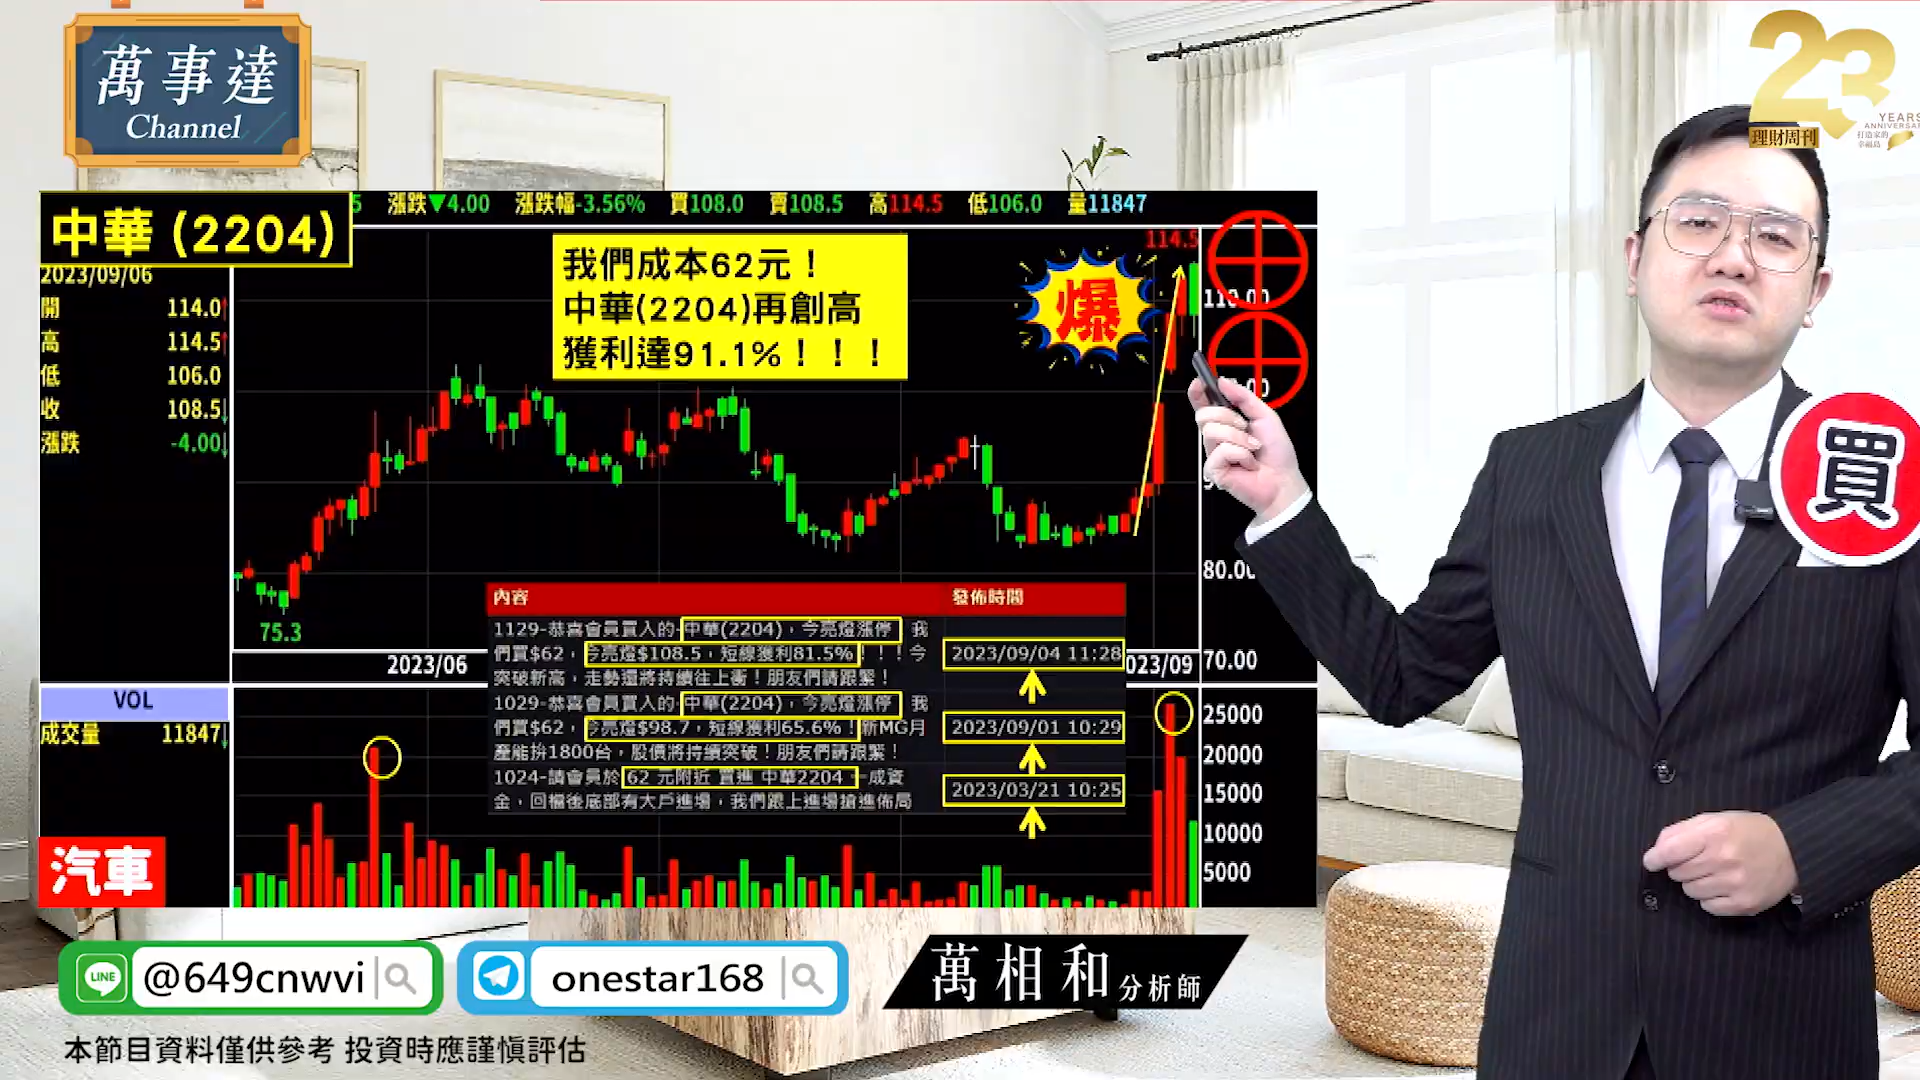 萬事達
Channel
23
YEARS
ANNIVERSARY
理財周刊
中華 (2204)
5 漲跌▼4.00 漲跌幅-3.56% 買108.0 賣108.5 高114.5 低106.0 量11847
2023/09/06
開 114.0↑
高 114.5↑
低 106.0
收 108.5↓
漲跌 -4.00↓
我們成本62元！
中華(2204)再創高
獲利達91.1%！！！
爆
114.5
110.00
80.00
70.00
75.3
2023/06
2023/09
內容 發佈時間
1129-恭喜會員買入的-中華(2204)，今亮燈漲停 我
們買$62，今亮燈$108.5，短線獲利81.5%！！！今
突破新高，走勢還將持續往上衝！朋友們請跟緊！
2023/09/04 11:28
1029-恭喜會員買入的-中華(2204)，今亮燈漲停 我
們買$62，今亮燈$98.7，短線獲利65.6%！新MG月
產能拚1800台，股價將持續突破！朋友們請跟緊！
2023/09/01 10:29
1024-請會員於 62 元附近 買進 中華2204 一成資
金，回檔後底部有大戶進場，我們跟上進場搶進佈局
2023/03/21 10:25
VOL
成交量 11847↓
25000
20000
15000
10000
5000
汽車
買
LINE @649cnwvi
onestar168
萬相和 分析師
本節目資料僅供參考 投資時應謹慎評估